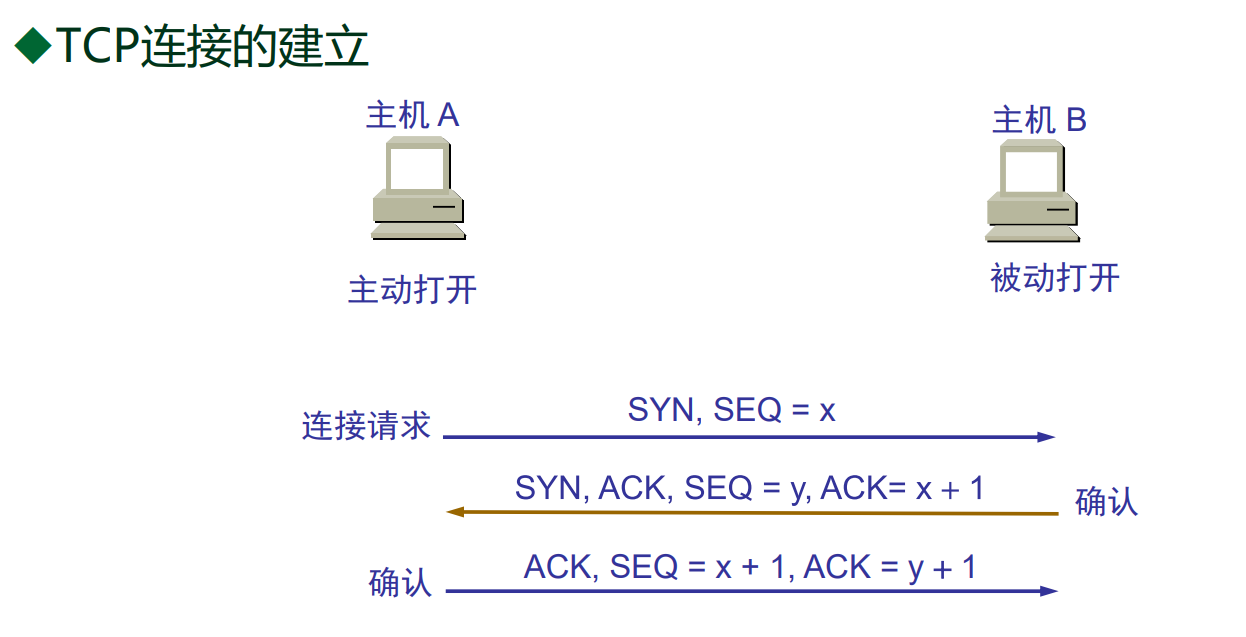 ◆TCP连接的建立
主机 A
主机 B
主动打开
被动打开
连接请求
SYN, SEQ = x
SYN, ACK, SEQ = y, ACK= x + 1
确认
确认
ACK, SEQ = x + 1, ACK = y + 1